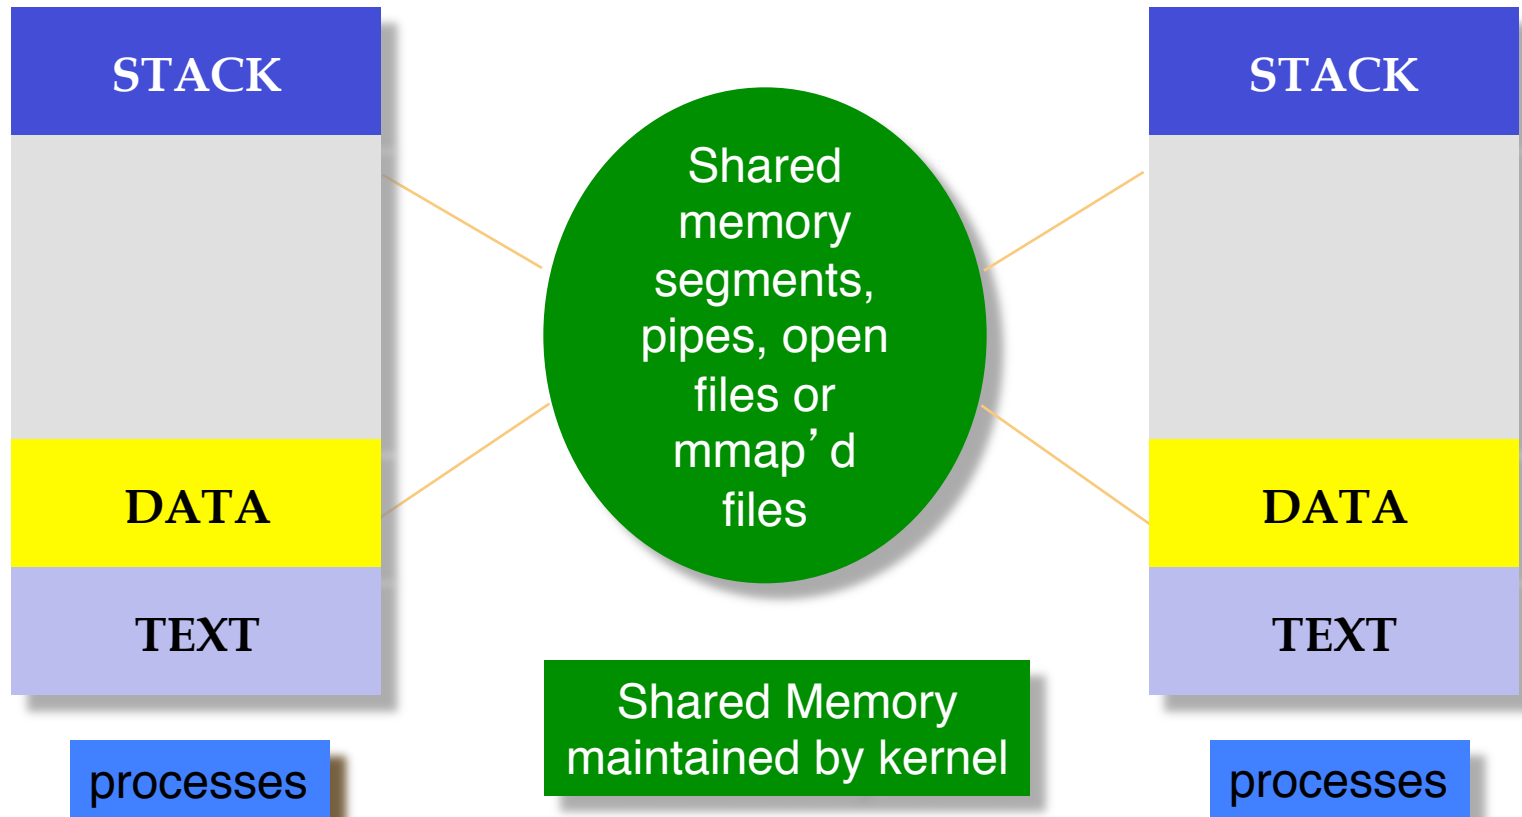 STACK
DATA
TEXT
processes
Shared
memory
segments,
pipes, open
files or
mmap’ d
files
Shared Memory
maintained by kernel
STACK
DATA
TEXT
processes